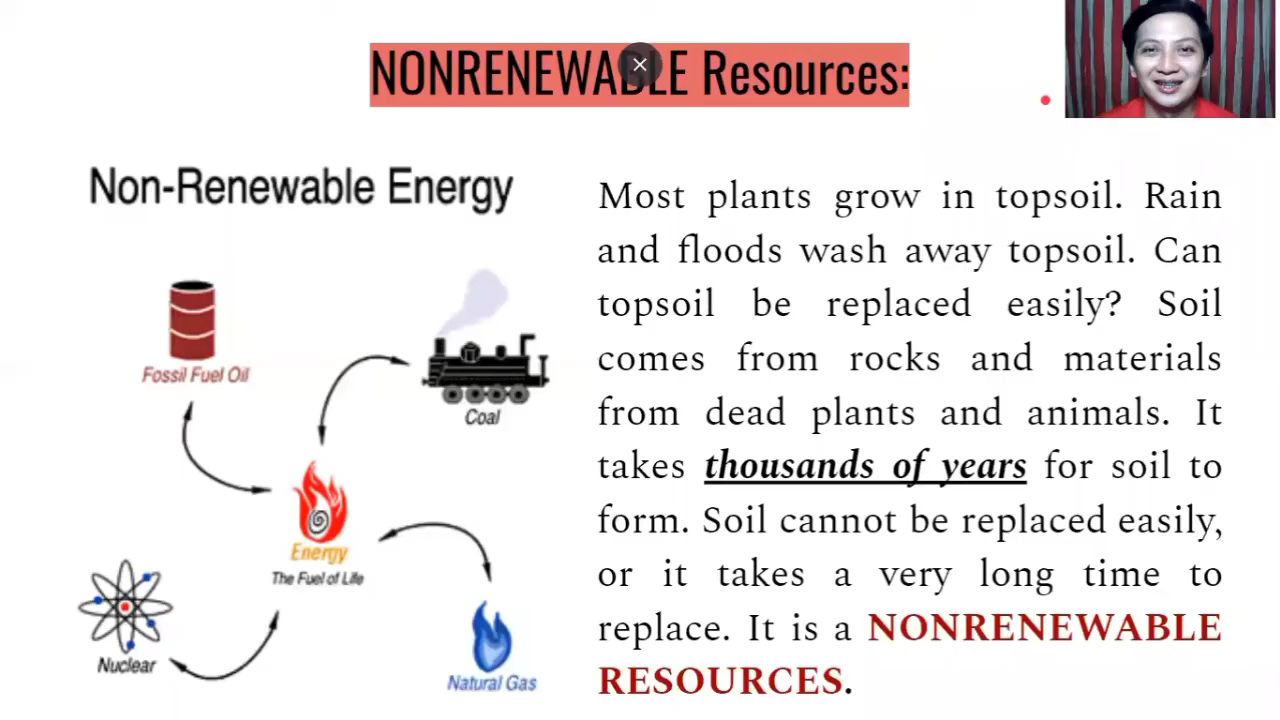 NONRENEWABLE Resources:
Non-Renewable Energy
Fossil Fuel Oil
Coal
Energy
The Fuel of Life
Nuclear
Natural Gas
Most plants grow in topsoil. Rain
and floods wash away topsoil. Can
topsoil be replaced easily? Soil
comes from rocks and materials
from dead plants and animals. It
takes thousands of years for soil to
form. Soil cannot be replaced easily,
or it takes a very long time to
replace. It is a NONRENEWABLE
RESOURCES.